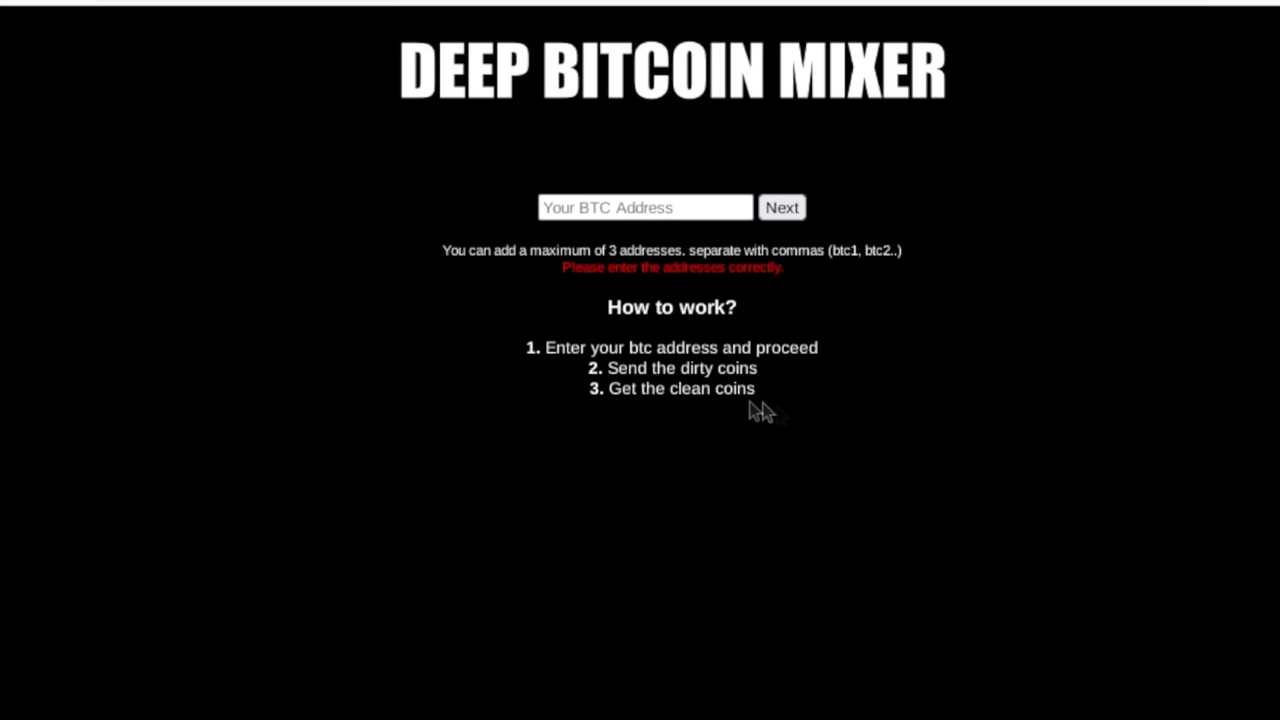 DEEP BITCOIN MIXER
Your BTC Address Next
You can add a maximum of 3 addresses. separate with commas (btc1, btc2..)
Please enter the addresses correctly.
How to work?
1. Enter your btc address and proceed
2. Send the dirty coins
3. Get the clean coins